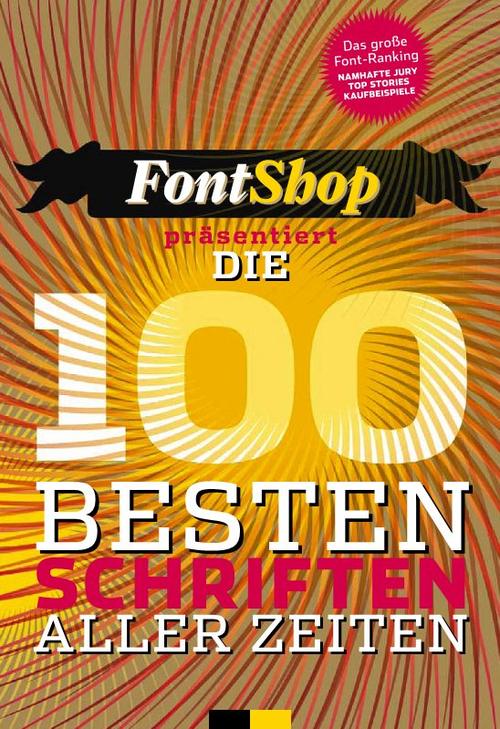 Das große
Font-Ranking
NAMHAFTE JURY
TOP STORIES
KAUFBEISPIELE
FontShop
präsentiert
DIE
100
BESTEN
SCHRIFTEN
ALLER ZEITEN